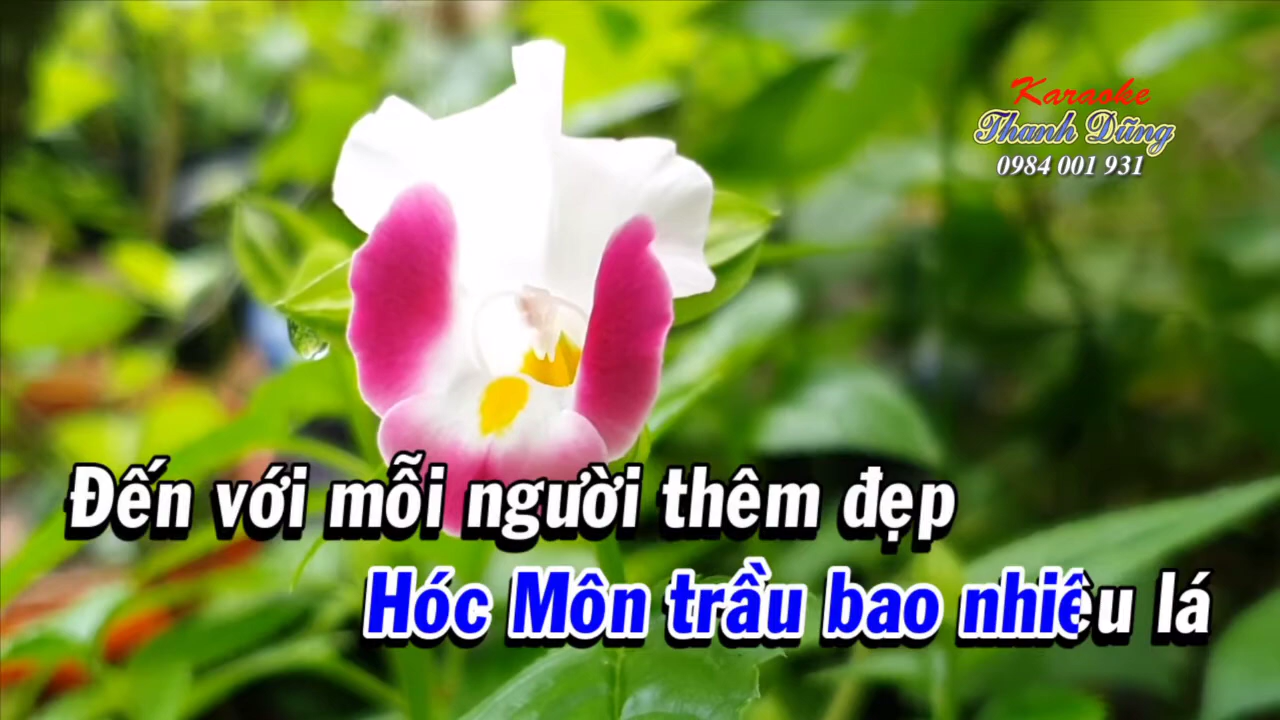 Karaoke
Thanh Dũng
0984 001 931
Đến với mỗi người thêm đẹp
Hóc Môn trầu bao nhiêu lá